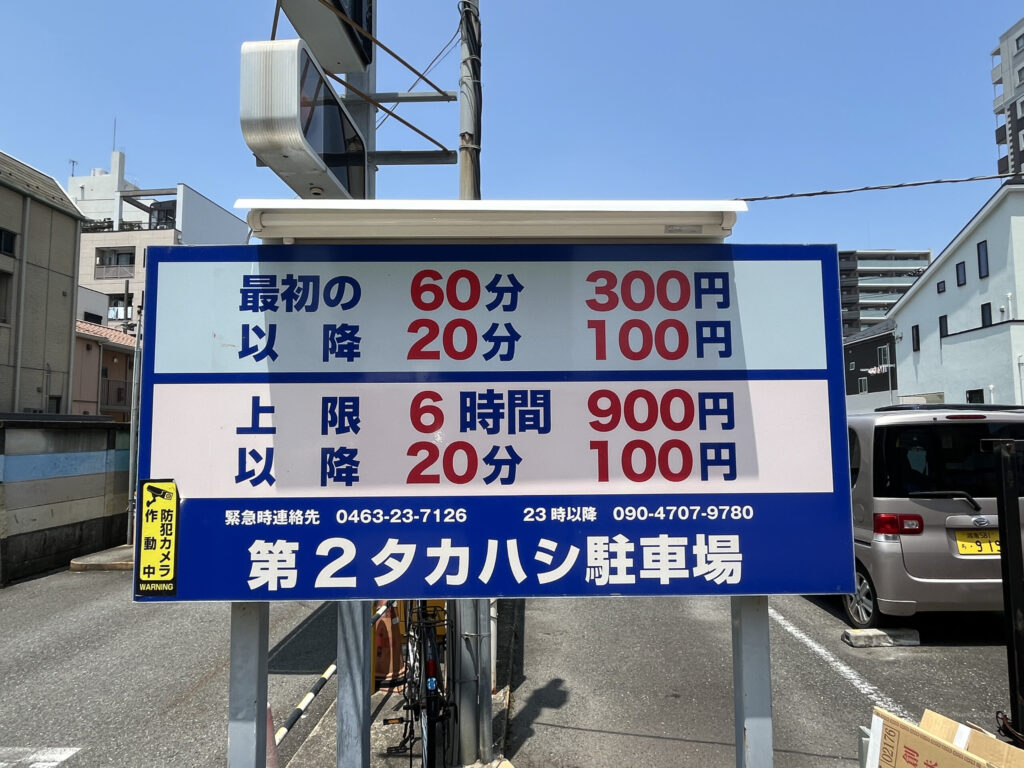 最初の 60分 300円
以降 20分 100円
上限 6時間 900円
以降 20分 100円
緊急時連絡先 0463-23-7126 23時以降 090-4707-9780
第2タカハシ駐車場
防犯カメラ
作動中
WARNING
02176